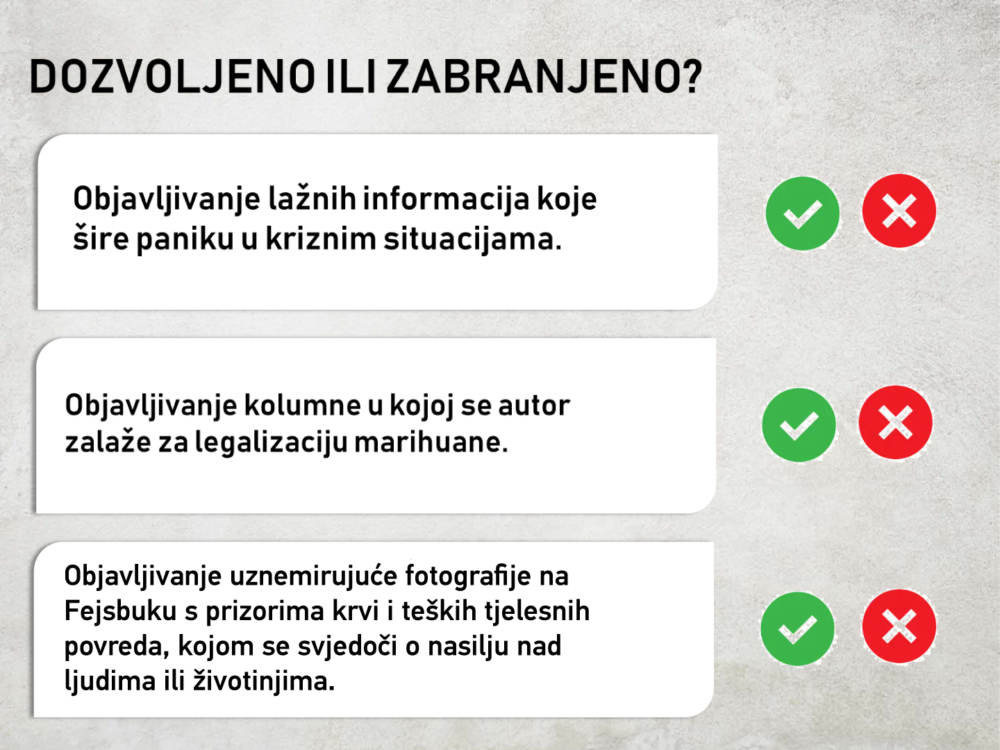 DOZVOLJENO ILI ZABRANJENO?
Objavljivanje lažnih informacija koje
šire paniku u kriznim situacijama.
Objavljivanje kolumne u kojoj se autor
zalaže za legalizaciju marihuane.
Objavljivanje uznemirujuće fotografije na
Fejsbuku s prizorima krvi i teških tjelesnih
povreda, kojom se svjedoči o nasilju nad
ljudima ili životinjima.